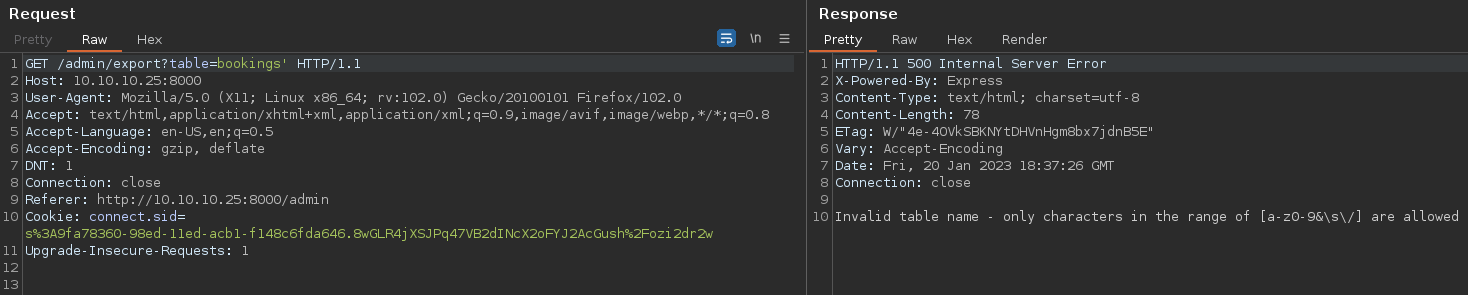 Request
Pretty Raw Hex \n
1 GET /admin/export?table=bookings' HTTP/1.1
2 Host: 10.10.10.25:8000
3 User-Agent: Mozilla/5.0 (X11; Linux x86_64; rv:102.0) Gecko/20100101 Firefox/102.0
4 Accept: text/html,application/xhtml+xml,application/xml;q=0.9,image/avif,image/webp,*/*;q=0.8
5 Accept-Language: en-US,en;q=0.5
6 Accept-Encoding: gzip, deflate
7 DNT: 1
8 Connection: close
9 Referer: http://10.10.10.25:8000/admin
10 Cookie: connect.sid=
s%3A9fa78360-98ed-11ed-acb1-f148c6fda646.8wGLR4jXSJPq47VB2dINcX2oFYJ2AcGush%2Fozi2dr2w
11 Upgrade-Insecure-Requests: 1
12
13
Response
Pretty Raw Hex Render
1 HTTP/1.1 500 Internal Server Error
2 X-Powered-By: Express
3 Content-Type: text/html; charset=utf-8
4 Content-Length: 78
5 ETag: W/"4e-4OVkSBKNYtDHVnHgm8bx7jdnB5E"
6 Vary: Accept-Encoding
7 Date: Fri, 20 Jan 2023 18:37:26 GMT
8 Connection: close
9
10 Invalid table name - only characters in the range of [a-z0-9&\s\/] are allowed